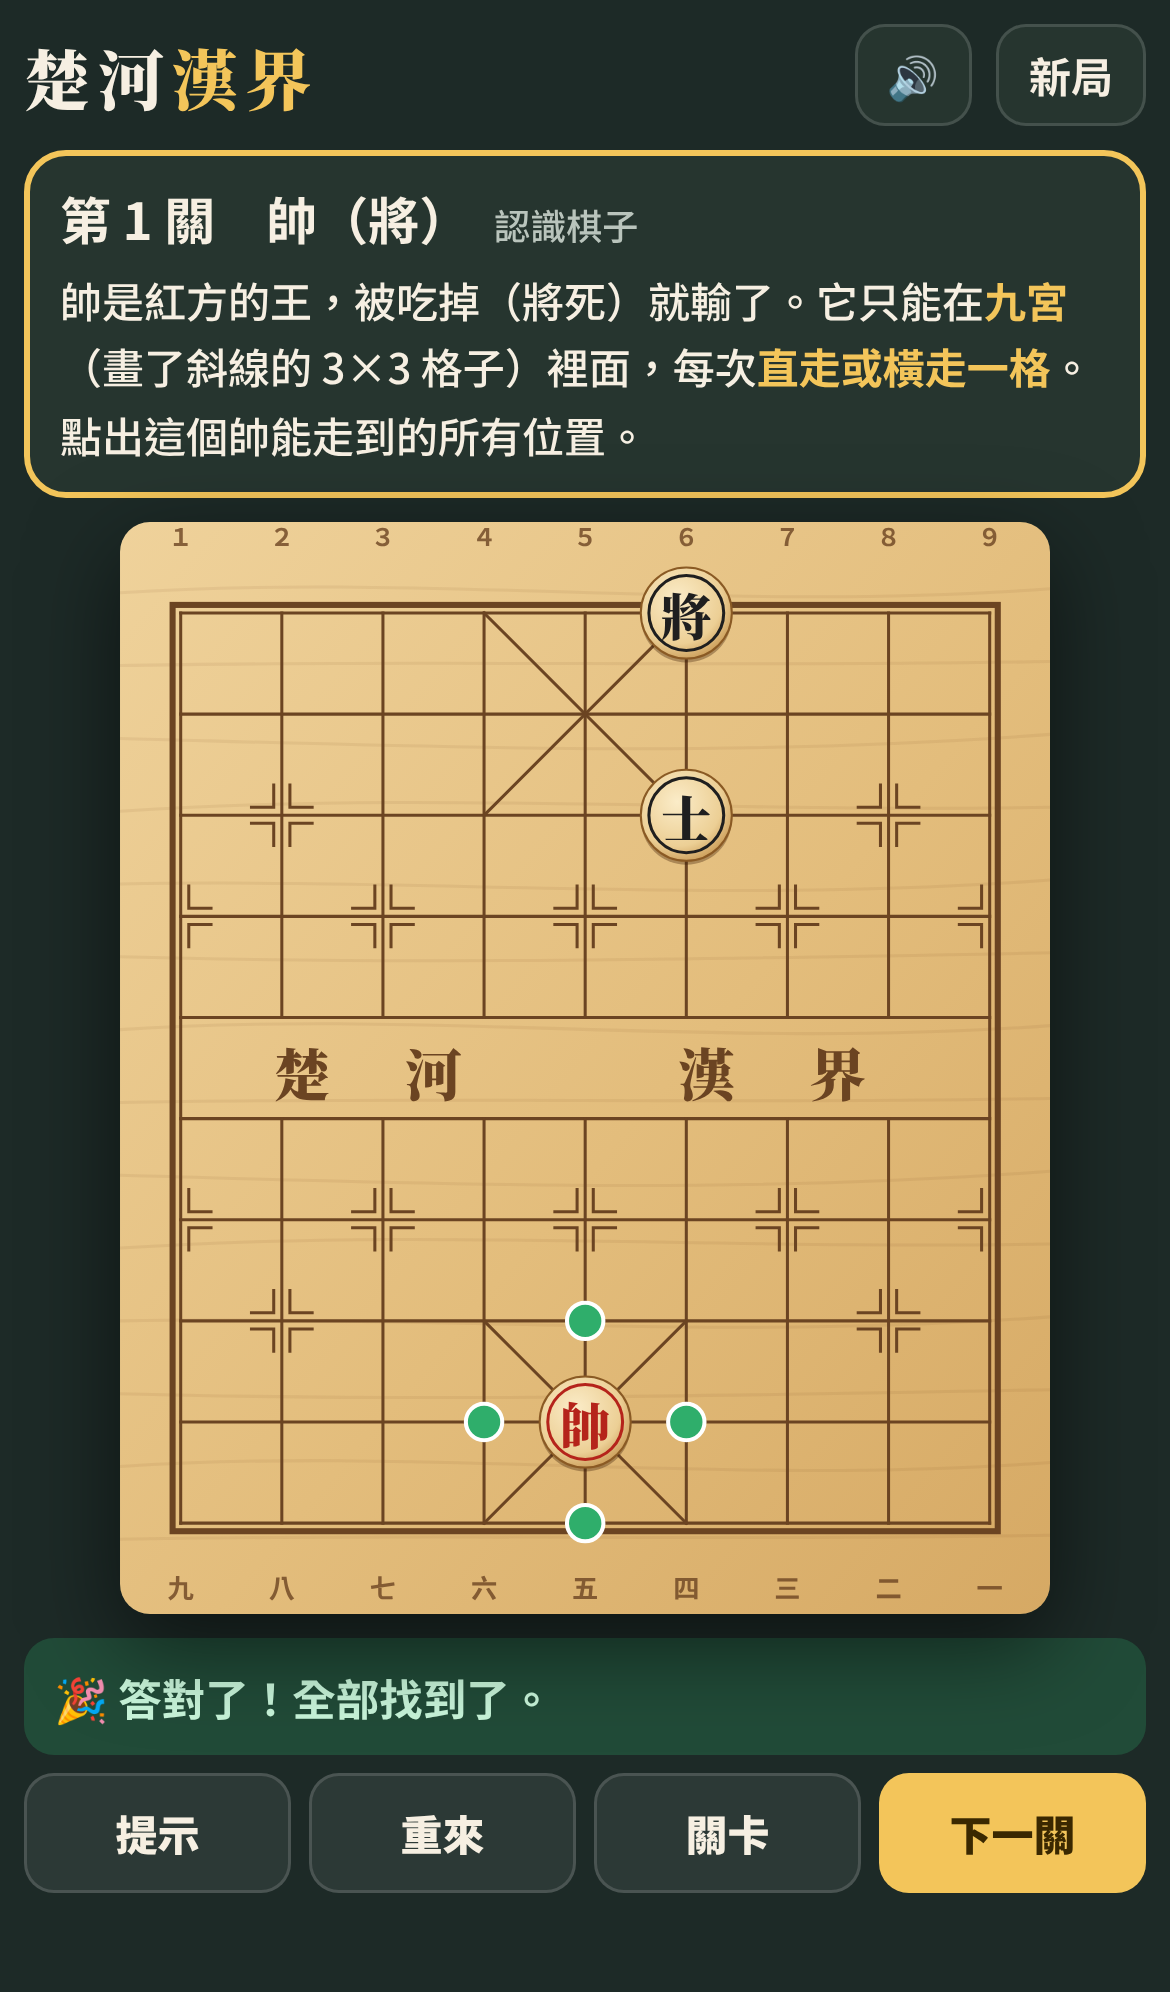 楚河漢界
🔊
新局
第 1 關　帥（將） 認識棋子
帥是紅方的王，被吃掉（將死）就輸了。它只能在九宮
（畫了斜線的 3×3 格子）裡面，每次直走或橫走一格。
點出這個帥能走到的所有位置。
1 2 3 4 5 6 7 8 9
將
士
楚 河 漢 界
帥
九 八 七 六 五 四 三 二 一
🎉 答對了！全部找到了。
提示 重來 關卡 下一關